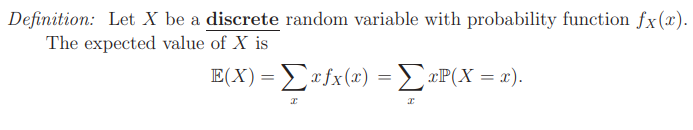 Definition: Let X be a discrete random variable with probability function f_X(x).
The expected value of X is
𝔼(X) = ∑_x x f_X(x) = ∑_x x ℙ(X = x).